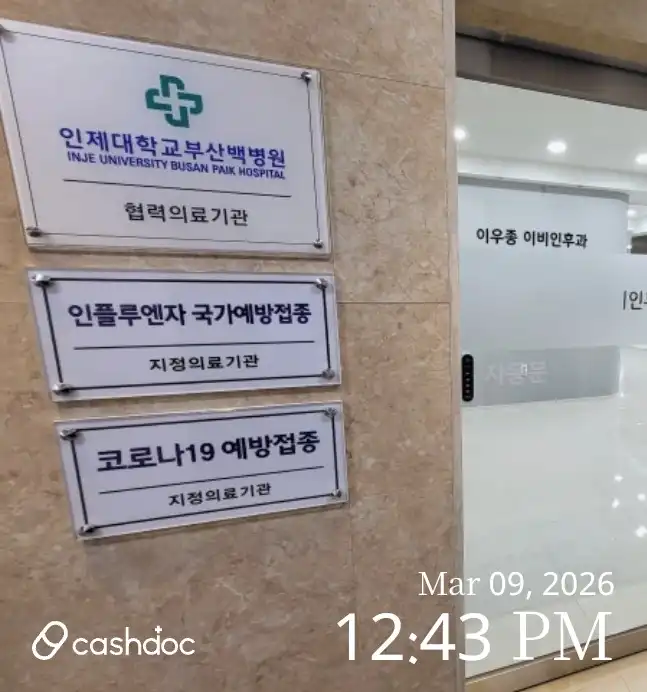 인제대학교부산백병원
INJE UNIVERSITY BUSAN PAIK HOSPITAL
협력의료기관
인플루엔자 국가예방접종
지정의료기관
코로나19 예방접종
지정의료기관
이우종 이비인후과
자동문
Mar 09, 2026
12:43 PM
cashdoc